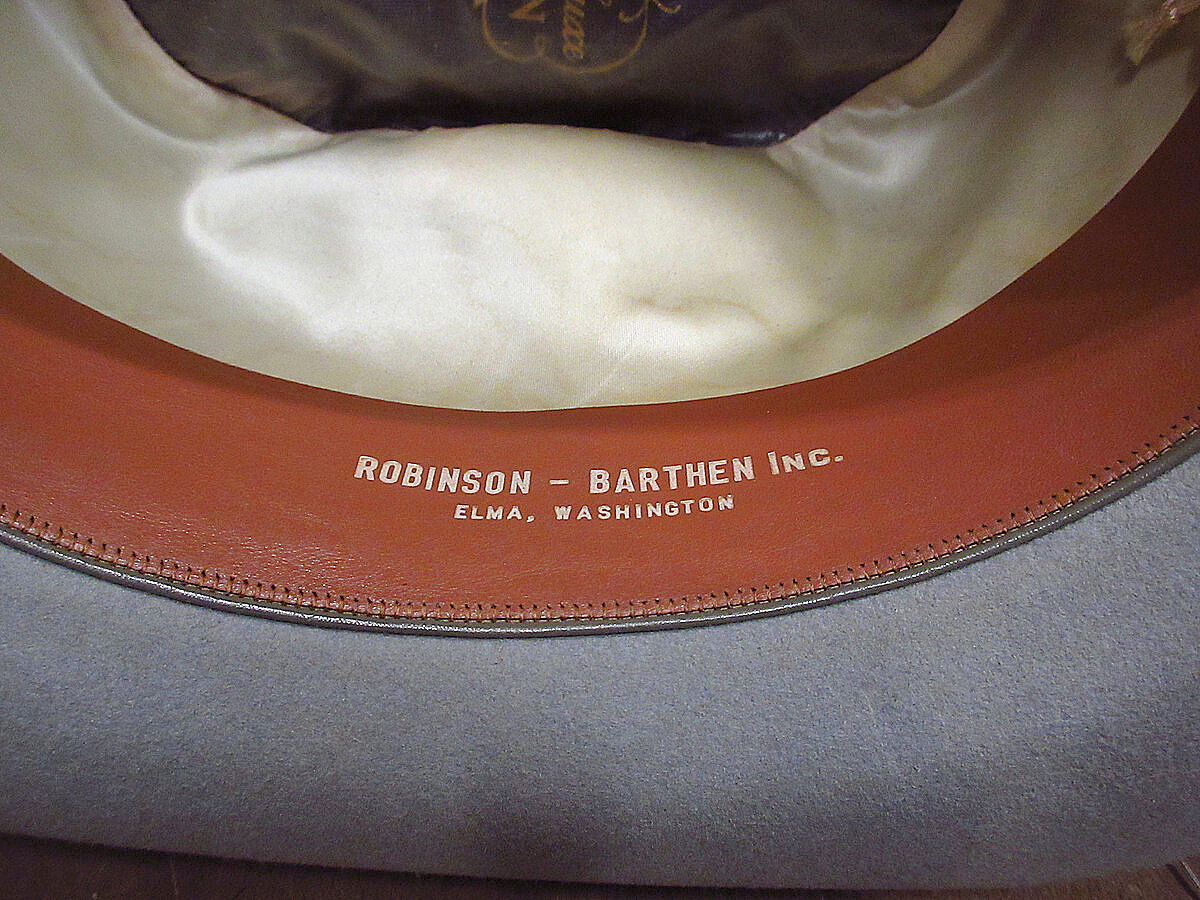 ROBINSON – BARTHEN INC.
ELMA, WASHINGTON